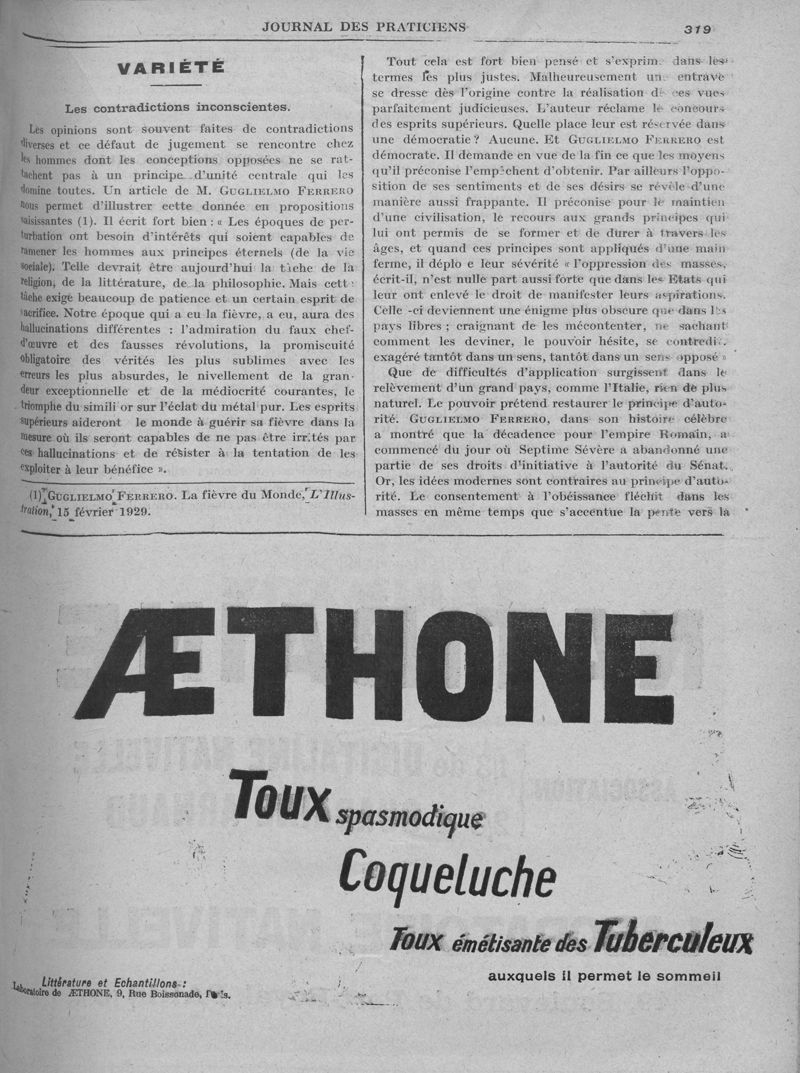 JOURNAL DES PRATICIENS
319
VARIÉTÉ
Les contradictions inconscientes.
Les opinions sont souvent faites de contradictions
diverses et ce défaut de jugement se rencontre chez
les hommes dont les conceptions opposées ne se rat-
tachent pas à un principe d'unité centrale qui les
domine toutes. Un article de M. GUGLIELMO FERRERO
nous permet d'illustrer cette donnée en propositions
saisissantes (1). Il écrit fort bien : « Les époques de per-
turbation ont besoin d'intérêts qui soient capables de
ramener les hommes aux principes éternels (de la vie
sociale). Telle devrait être aujourd'hui la tâche de la
religion, de la littérature, de la philosophie. Mais cett:
tâche exige beaucoup de patience et un certain esprit de
sacrifice. Notre époque qui a eu la fièvre, a eu, aura des
hallucinations différentes : l'admiration du faux chef-
d'œuvre et des fausses révolutions, la promiscuité
obligatoire des vérités les plus sublimes avec les
erreurs les plus absurdes, le nivellement de la gran-
deur exceptionnelle et de la médiocrité courantes, le
triomphe du simili or sur l'éclat du métal pur. Les esprits
supérieurs aideront le monde à guérir sa fièvre dans la
mesure où ils seront capables de ne pas être irrités par
ces hallucinations et de résister à la tentation de les
exploiter à leur bénéfice ».
(1) GUGLIELMO FERRERO. La fièvre du Monde, L'Illus-
tration, 15 février 1929.
Tout cela est fort bien pensé et s'exprim. dans les
termes les plus justes. Malheureusement un entrave
se dresse dès l'origine contre la réalisation de ces vues
parfaitement judicieuses. L'auteur réclame le concours
des esprits supérieurs. Quelle place leur est réservée dans
une démocratie ? Aucune. Et GUGLIELMO FERRERO est
démocrate. Il demande en vue de la fin ce que les moyens
qu'il préconise l'empêchent d'obtenir. Par ailleurs l'oppo-
sition de ses sentiments et de ses désirs se révèle d'une
manière aussi frappante. Il préconise pour le maintien
d'une civilisation, le recours aux grands principes qui
lui ont permis de se former et de durer à travers les
âges, et quand ces principes sont appliqués d'une main
ferme, il déplo e leur sévérité « l'oppression des masses,
écrit-il, n'est nulle part aussi forte que dans les Etats qui
leur ont enlevé le droit de manifester leurs aspirations.
Celle -ci deviennent une énigme plus obscure que dans les
pays libres ; craignant de les mécontenter, ne sachant
comment les deviner, le pouvoir hésite, se contredit,
exagéré tantôt dans un sens, tantôt dans un sens opposé »
Que de difficultés d'application surgissent dans le
relèvement d'un grand pays, comme l'Italie, rien de plus
naturel. Le pouvoir prétend restaurer le principe d'auto-
rité. GUGLIELMO FERRERO, dans son histoire célèbre
a montré que la décadence pour l'empire Romain, a
commencé du jour où Septime Sévère a abandonné une
partie de ses droits d'initiative à l'autorité du Sénat.
Or, les idées modernes sont contraires au principe d'auto-
rité. Le consentement à l'obéissance fléchit dans les
masses en même temps que s'accentue la pente vers la
ÆTHONE
Toux spasmodique
Coqueluche
Toux émétisante des Tuberculeux
auxquels il permet le sommeil
Littérature et Echantillons :
Laboratoire de ÆTHONE, 9, Rue Boissonade, Paris.